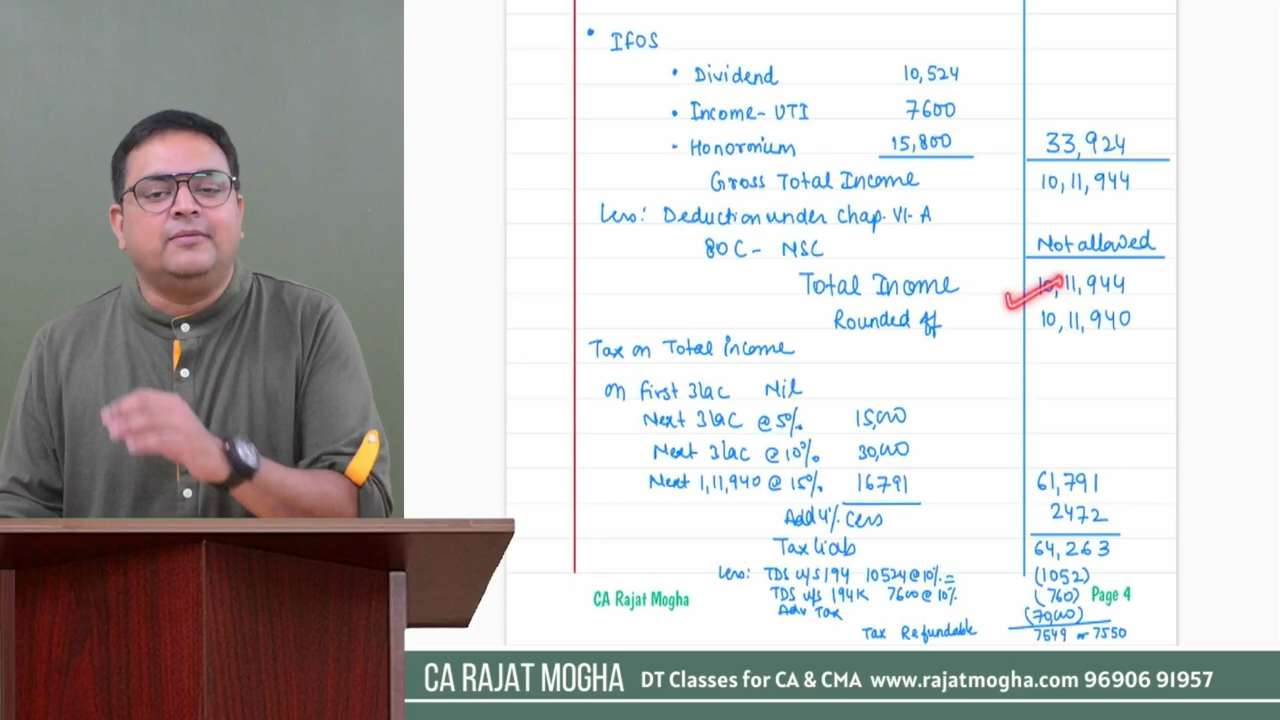 • IFOS
• Dividend 10,524
• Income - UTI 7600
- Honormium 15,800 33,924
Gross Total Income 10,11,944
Less: Deduction under Chap. VI-A
80C - NSC Not allowed
Total Inome 10,11,944
Rounded off 10,11,940
Tax on Total income
on first 3lac Nil
Next 3lac @5% 15,000
Next 3lac @10% 30,000
Next 1,11,940 @15% 16791 61,791
Add 4% Cess 2472
Tax liab 64,263
Less: TDS u/s 194 10524@10% = (1052)
TDS u/s 194K 7600@10% (760)
Adv Tax (70,000)
Tax Refundable 7549 or 7550
CA Rajat Mogha
Page 4
CA RAJAT MOGHA DT Classes for CA & CMA www.rajatmogha.com 96906 91957